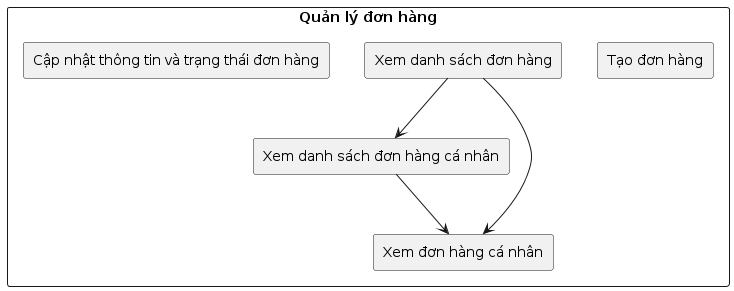 Quản lý đơn hàng
Cập nhật thông tin và trạng thái đơn hàng
Xem danh sách đơn hàng
Tạo đơn hàng
Xem danh sách đơn hàng cá nhân
Xem đơn hàng cá nhân